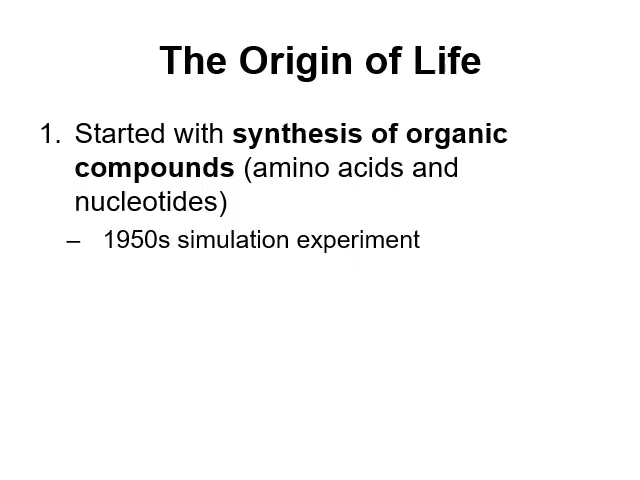 The Origin of Life
1. Started with synthesis of organic
compounds (amino acids and
nucleotides)
– 1950s simulation experiment